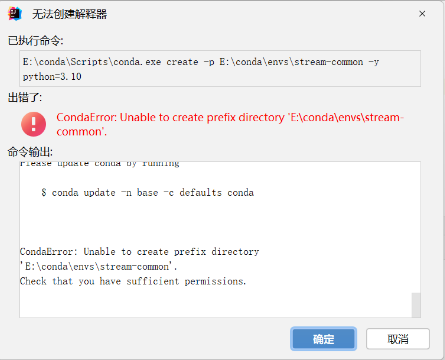 无法创建解释器
已执行命令:
E:\conda\Scripts\conda.exe create -p E:\conda\envs\stream-common -y
python=3.10
出错了:
CondaError: Unable to create prefix directory 'E:\conda\envs\stream-
common'.
命令输出:
Please update conda by running
$ conda update -n base -c defaults conda
CondaError: Unable to create prefix directory
'E:\conda\envs\stream-common'.
Check that you have sufficient permissions.
确定
取消